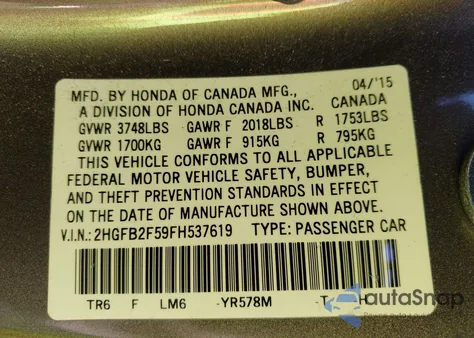 MFD. BY HONDA OF CANADA MFG., 04/'15
A DIVISION OF HONDA CANADA INC. CANADA
GVWR 3748LBS GAWR F 2018LBS R 1753LBS
GVWR 1700KG GAWR F 915KG R 795KG
THIS VEHICLE CONFORMS TO ALL APPLICABLE
FEDERAL MOTOR VEHICLE SAFETY, BUMPER,
AND THEFT PREVENTION STANDARDS IN EFFECT
ON THE DATE OF MANUFACTURE SHOWN ABOVE.
V.I.N.: 2HGFB2F59FH537619 TYPE: PASSENGER CAR
TR6 F LM6 -YR578M -T H
autoSnap